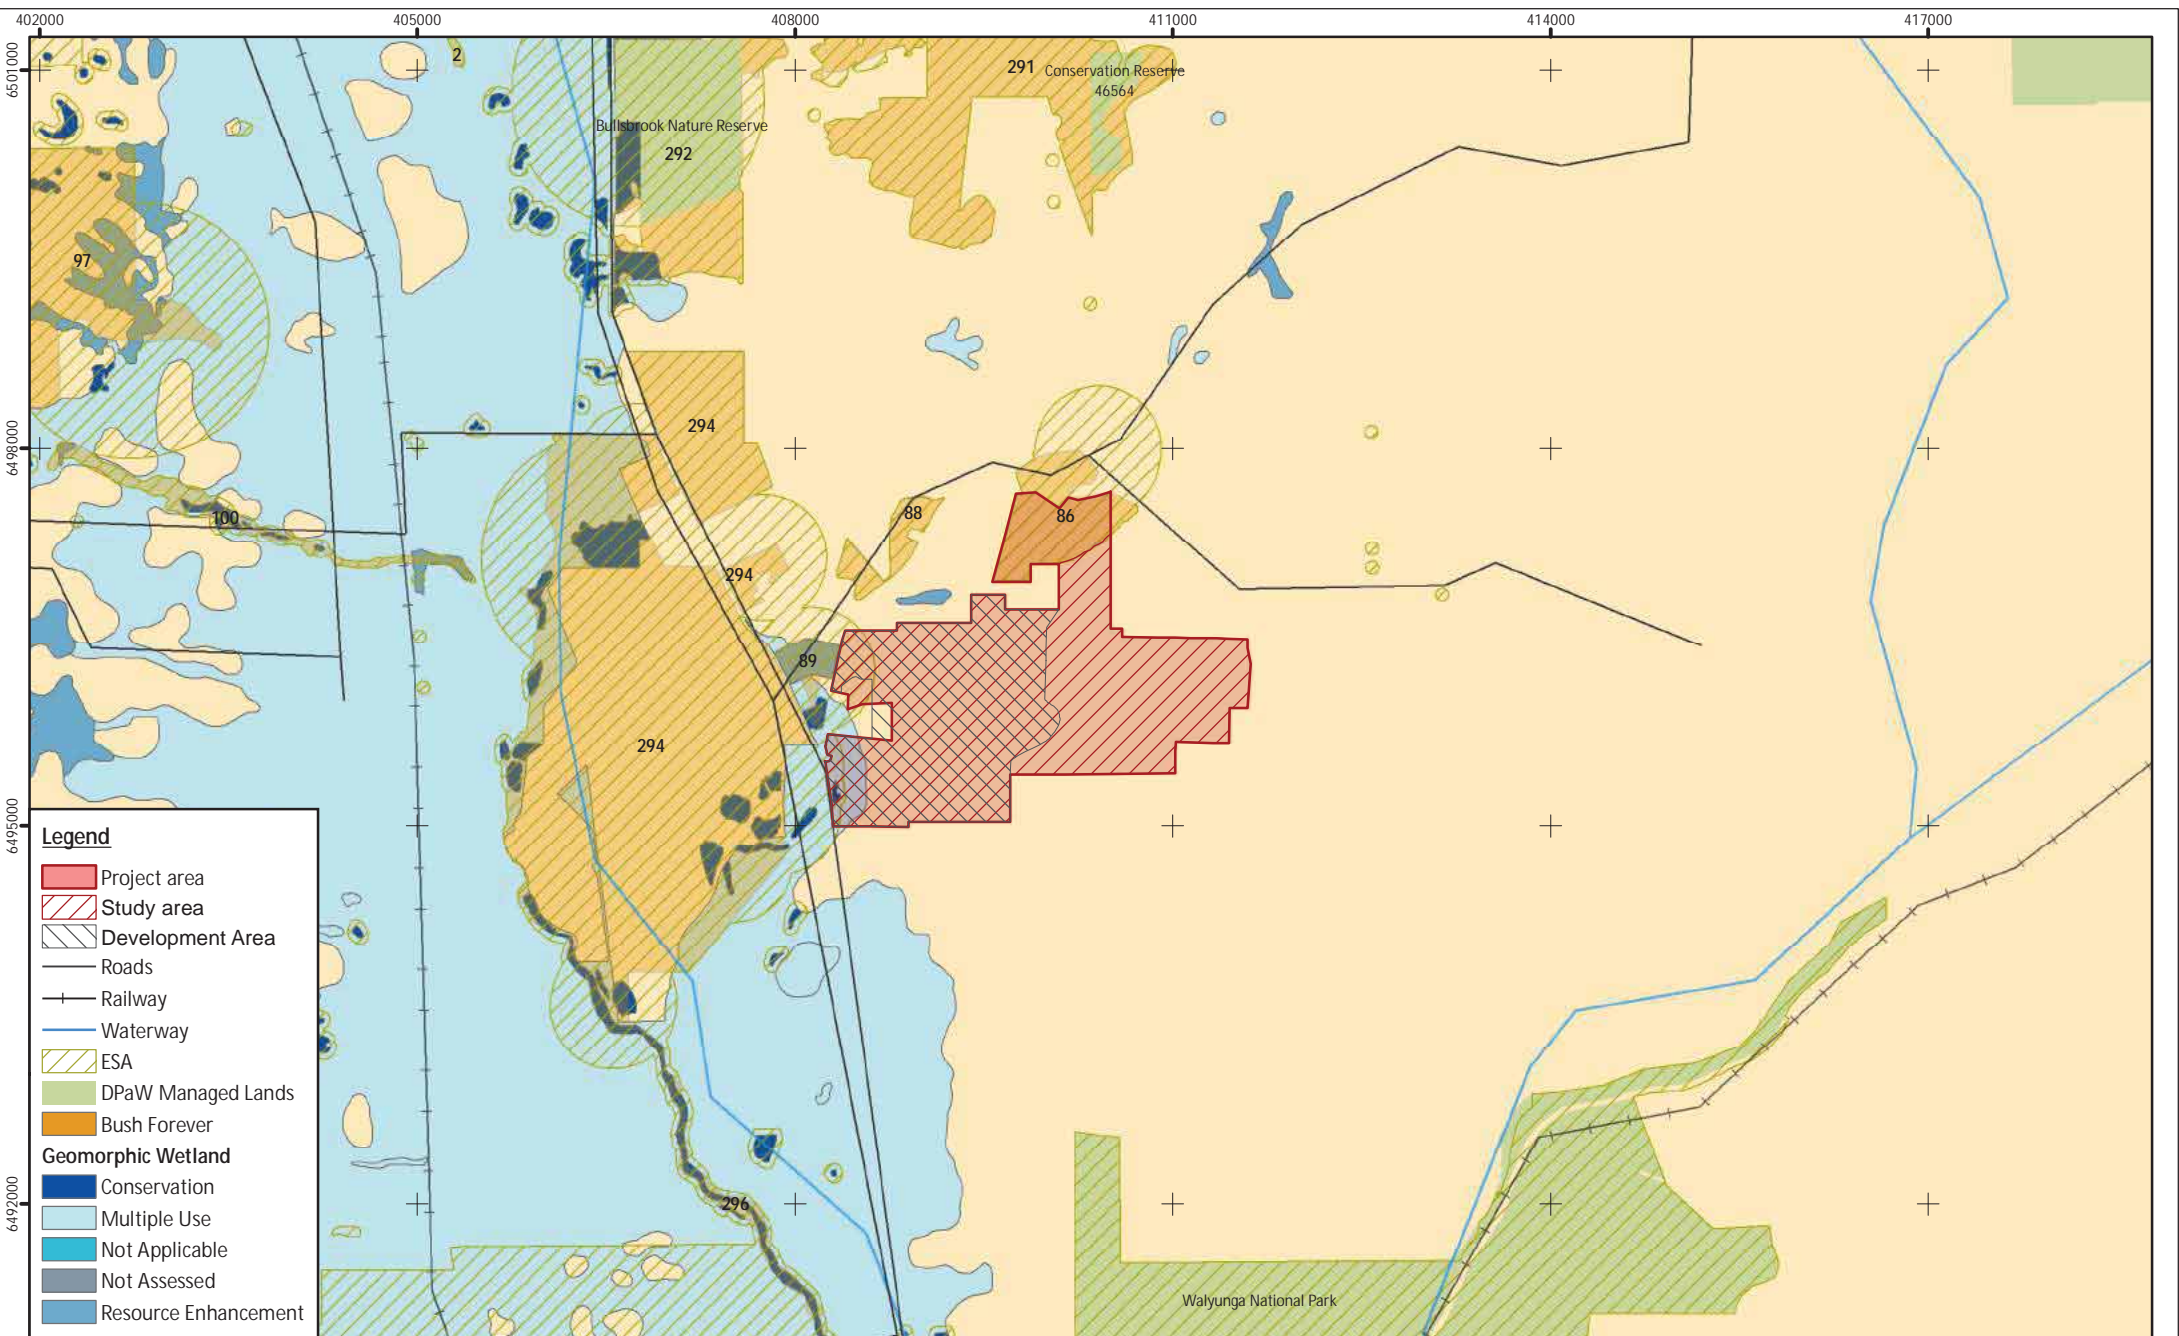 402000 405000 408000 411000 414000 417000
6501000
6498000
6495000
6492000
2
291
Conservation Reserve
46564
Bullsbrook Nature Reserve
292
97
294
100
88
86
294
89
294
296
Walyunga National Park
Legend
Project area
Study area
Development Area
Roads
Railway
Waterway
ESA
DPaW Managed Lands
Bush Forever
Geomorphic Wetland
Conservation
Multiple Use
Not Applicable
Not Assessed
Resource Enhancement